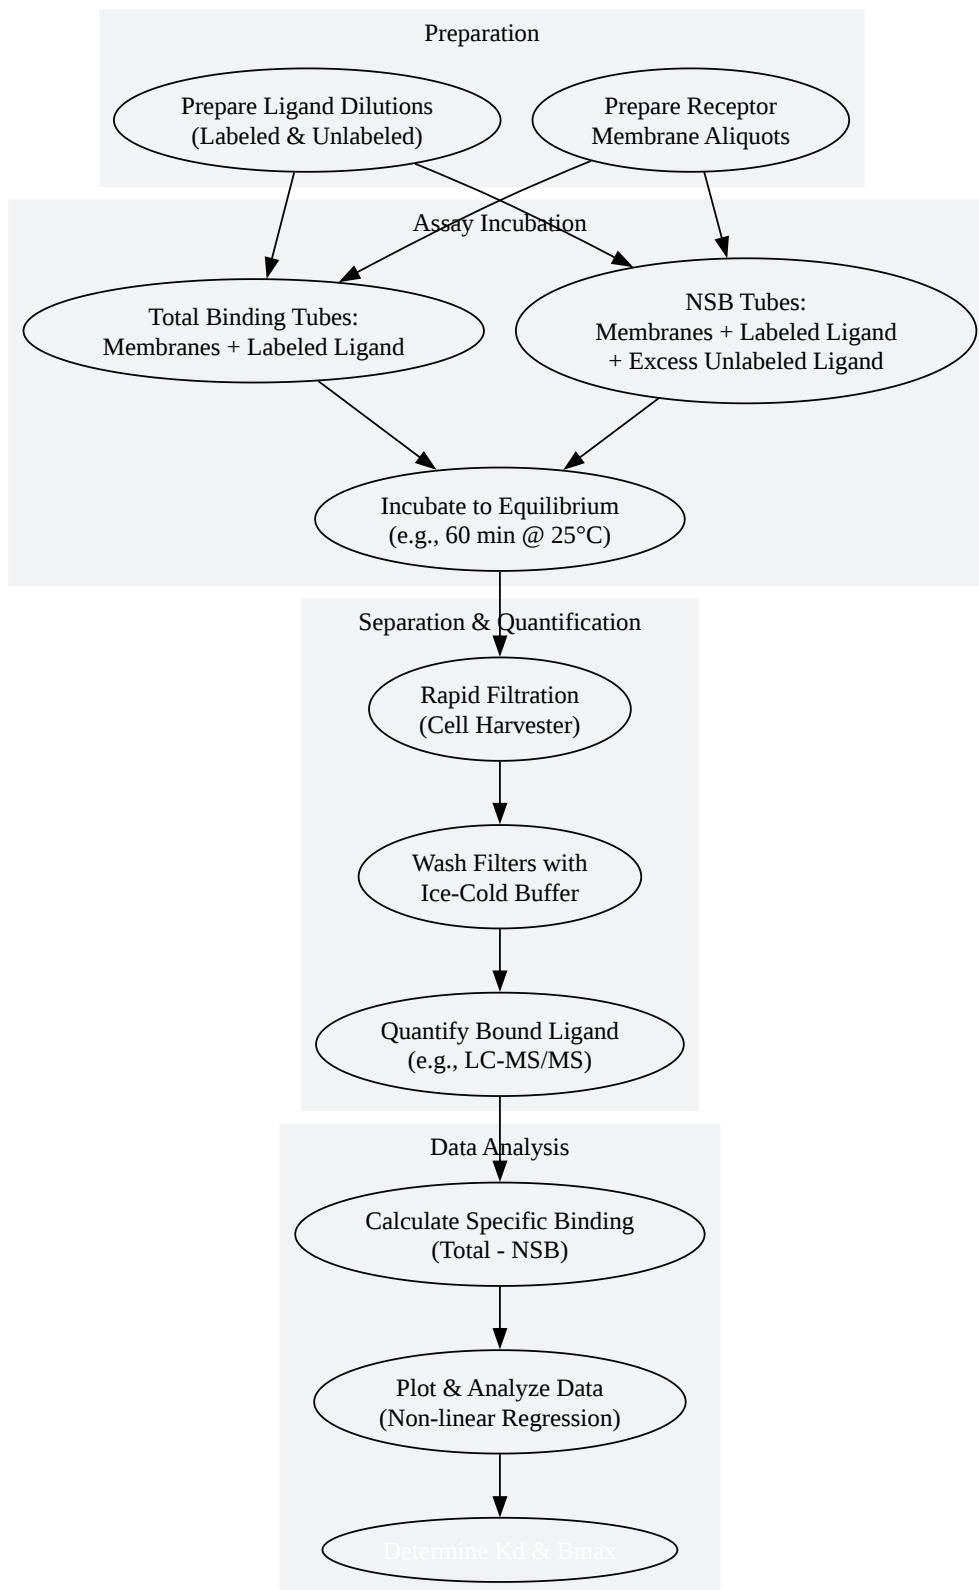 Preparation
Prepare Ligand Dilutions
(Labeled & Unlabeled)
Prepare Receptor
Membrane Aliquots
Assay Incubation
Total Binding Tubes:
Membranes + Labeled Ligand
NSB Tubes:
Membranes + Labeled Ligand
+ Excess Unlabeled Ligand
Incubate to Equilibrium
(e.g., 60 min @ 25°C)
Separation & Quantification
Rapid Filtration
(Cell Harvester)
Wash Filters with
Ice-Cold Buffer
Quantify Bound Ligand
(e.g., LC-MS/MS)
Data Analysis
Calculate Specific Binding
(Total - NSB)
Plot & Analyze Data
(Non-linear Regression)
Determine Kd & Bmax